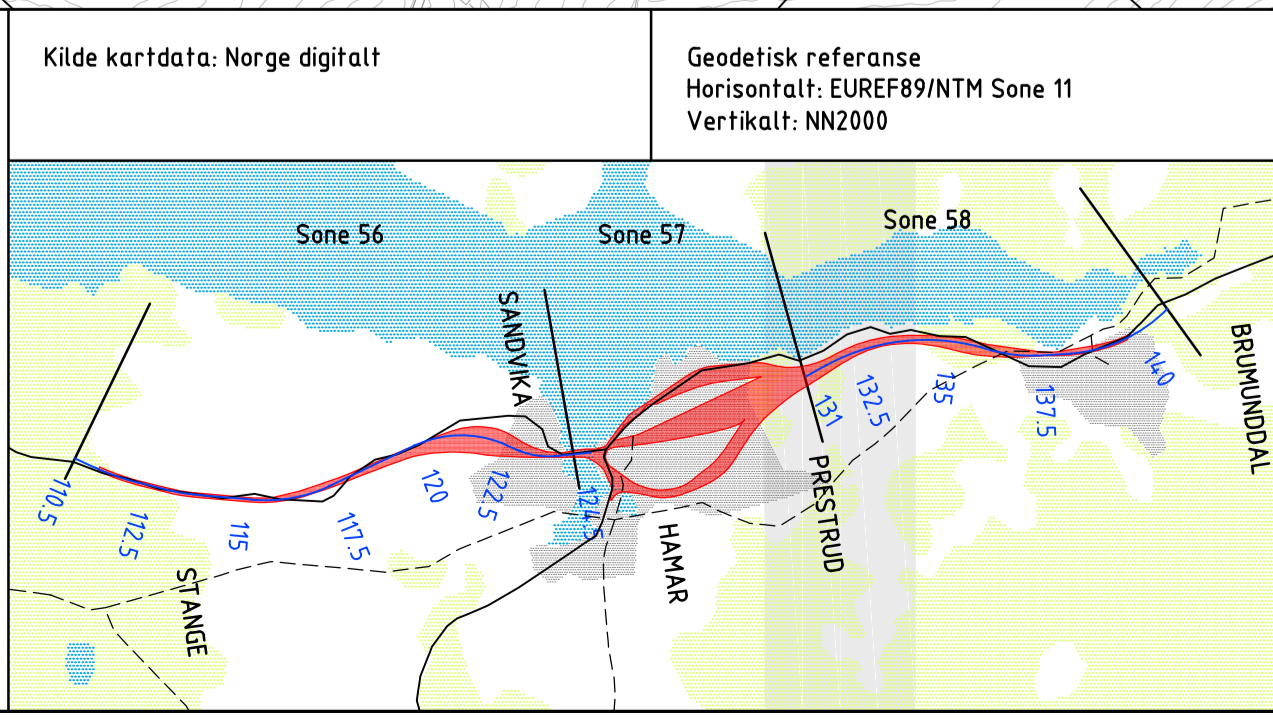 Kilde kartdata: Norge digitalt
Geodetisk referanse
Horisontalt: EUREF89/NTM Sone 11
Vertikalt: NN2000
Sone 56
Sone 57
Sone 58
SANDVIKA
BRUMUNDDAL
110.5
112.5
115
117.5
120
122.5
124.5
131
132.5
135
137.5
140
STANGE
HAMAR
PRESTRUD